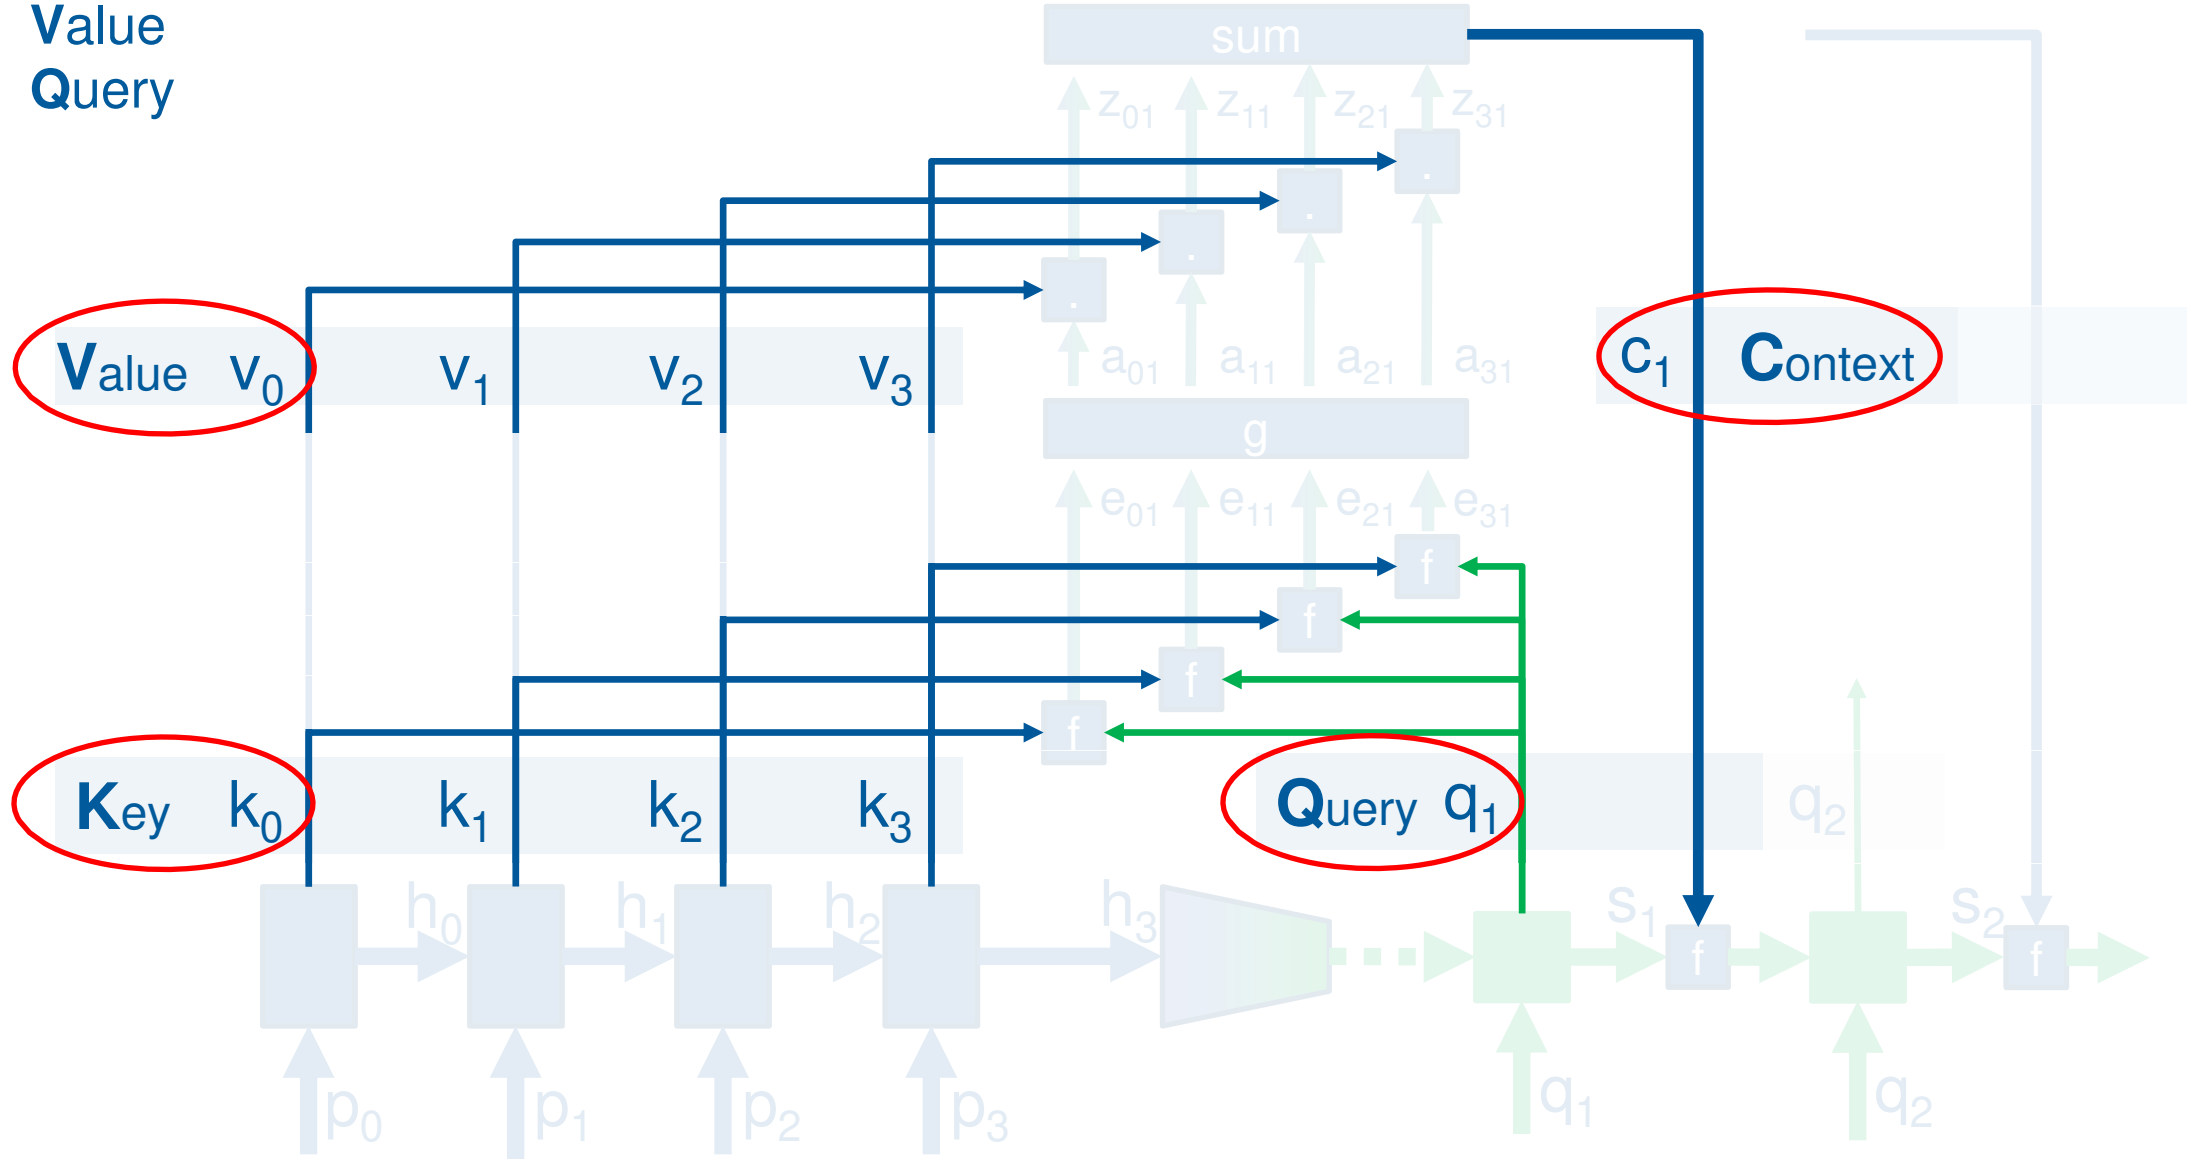 Value
Query
sum
z01 z11 z21 z31
. . . .
Value v0 v1 v2 v3 a01 a11 a21 a31 c1 Context
g
e01 e11 e21 e31
f
f
f
f
Key k0 k1 k2 k3 Query q1 q2
h0 h1 h2 h3 s1 s2
f f
p0 p1 p2 p3 q1 q2